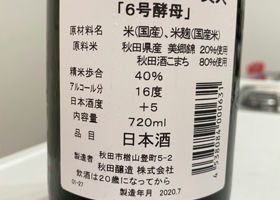 「6号酵母」
原材料名 米(国産)、米麹(国産米)
原料米 秋田県産 美郷錦 20%使用
秋田酒こまち 80%使用
精米歩合 40%
アルコール分 16度
日本酒度 +5
内容量 720ml
品目 日本酒
製造者 秋田市楢山登町5-2
秋田醸造 株式会社
飲酒は20歳になってから
01-27 製造年月 2020.7
4538084000631